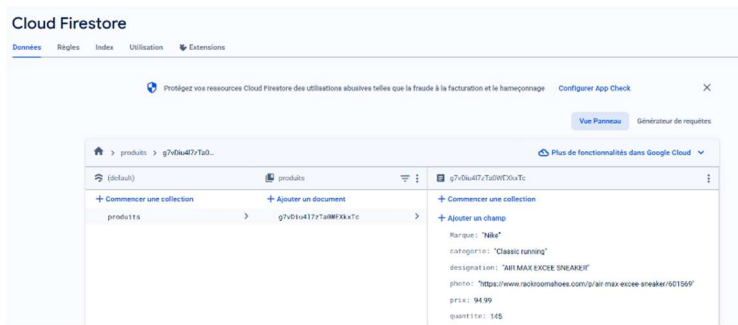 Cloud Firestore
Données Règles Index Utilisation Extensions
Protégez vos ressources Cloud Firestore des utilisations abusives telles que la fraude à la facturation et le hameçonnage Configurer App Check
Vue Panneau Générateur de requêtes
produits > Plus de fonctionnalités dans Google Cloud
(default) produits
+ Commencer une collection + Ajouter un document + Commencer une collection
produits
+ Ajouter un champ
Marque: "Nike"
categorie: "Classic running"
designation: "AIR MAX EXCEE SNEAKER"
photo: "https://www.rackroomshoes.com/p/air-max-excee-sneaker/601569"
prix: 94.99
quantite: 145